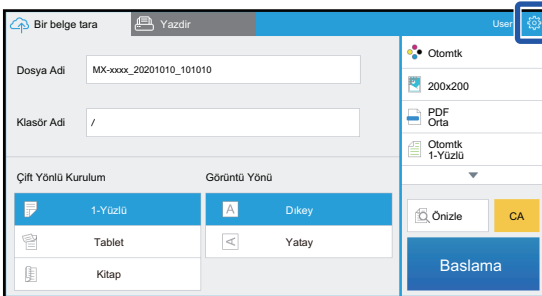 Bir belge tara
Yazdir
User
Dosya Adi
MX-xxxx_20201010_101010
Klasör Adi
/
Çift Yönlü Kurulum
Görüntü Yönü
1-Yüzlü
A
Dıkey
Tablet
A
Yatay
Kitap
Otomtk
200x200
PDF
Orta
Otomtk
1-Yüzlü
Önizle
CA
Baslama